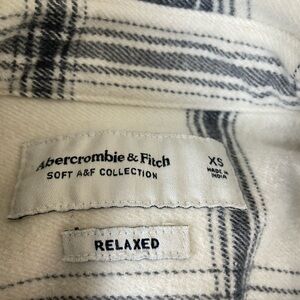 Abercrombie & Fitch
SOFT A&F COLLECTION
XS
MADE IN
INDIA
RELAXED